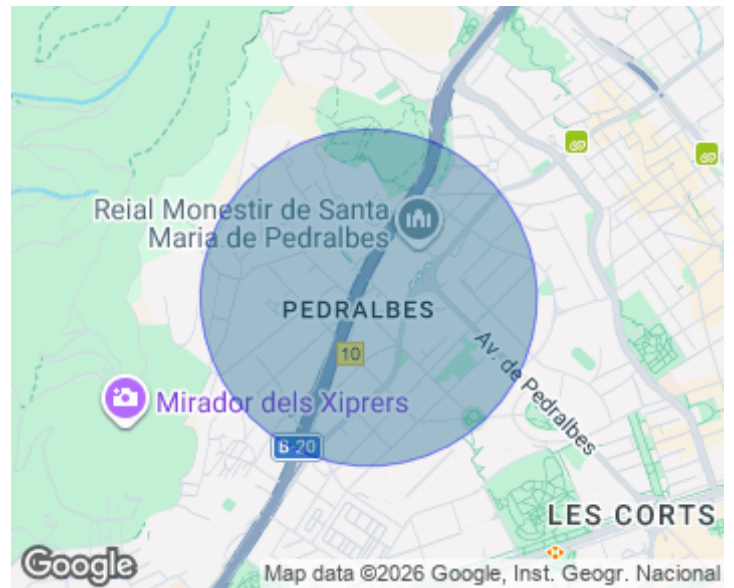 Reial Monestir de Santa
Maria de Pedralbes
PEDRALBES
10
Av. de Pedralbes
Mirador dels Xiprers
B-20
LES CORTS
Google
Map data ©2026 Google, Inst. Geogr. Nacional